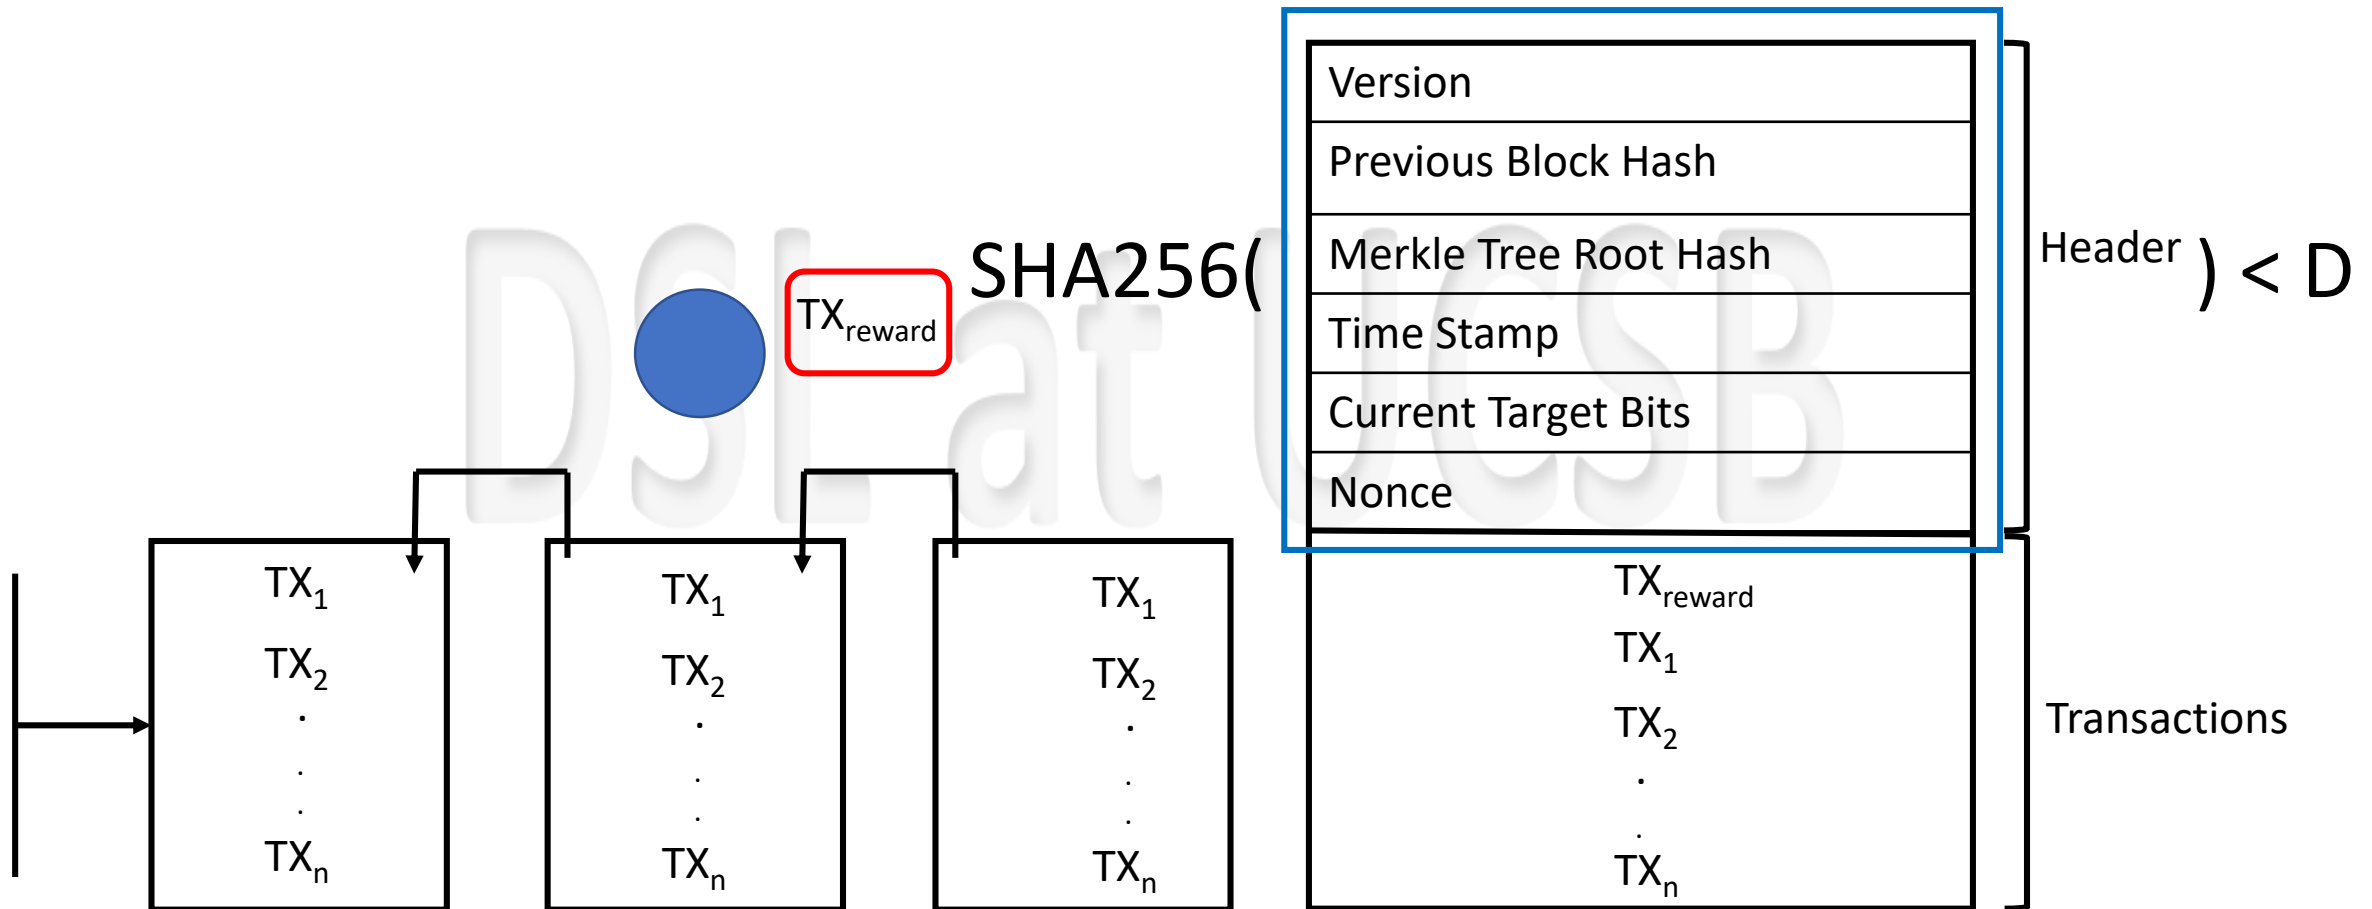 Version
Previous Block Hash
Merkle Tree Root Hash
Time Stamp
Current Target Bits
Nonce
Header
SHA256(
) < D
TXreward
DSL at UCSB
TX1
TX2
.
.
.
TXn
TX1
TX2
.
.
.
TXn
TX1
TX2
.
.
.
TXn
TXreward
TX1
TX2
.
.
TXn
Transactions